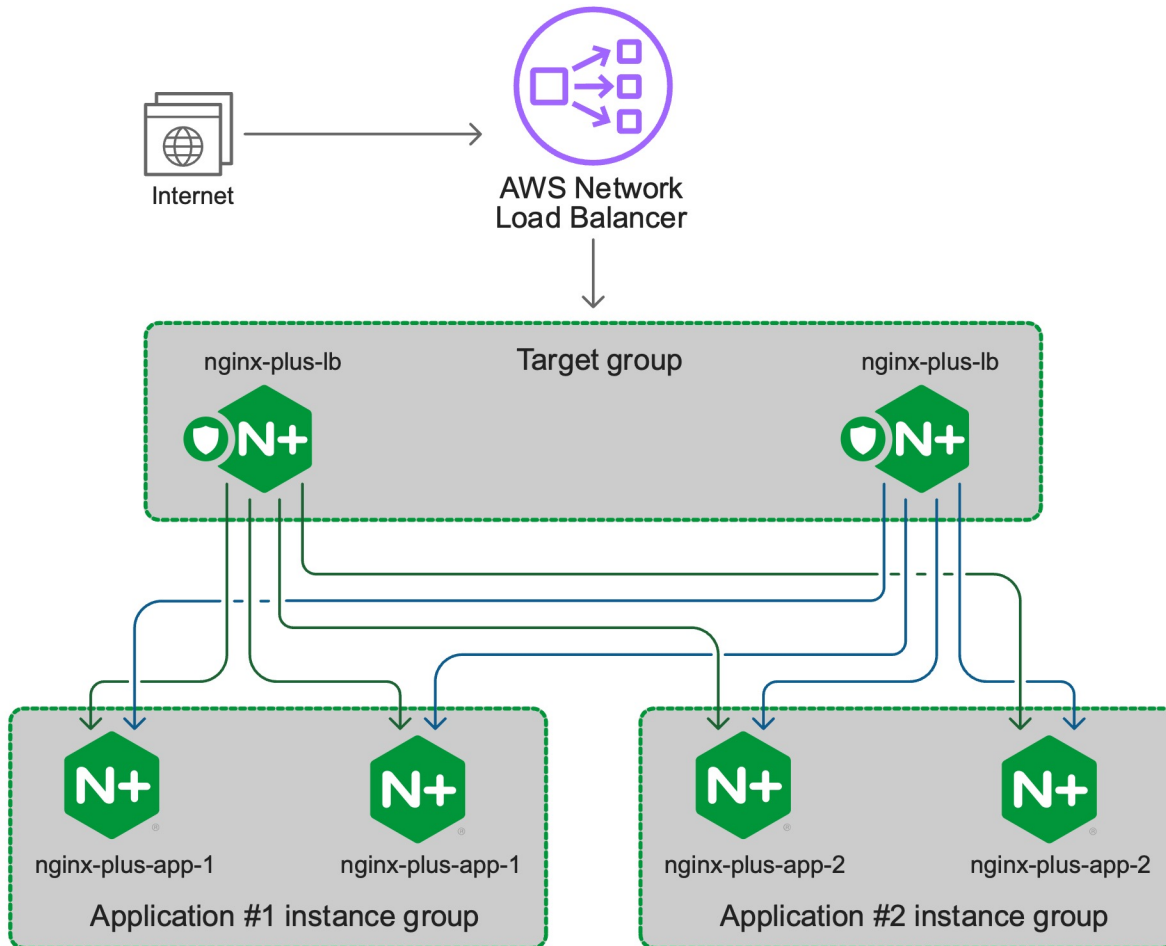 Internet
AWS Network
Load Balancer
nginx-plus-lb
Target group
nginx-plus-lb
N+
N+
N+
®
N+
®
N+
®
N+
®
nginx-plus-app-1
nginx-plus-app-1
nginx-plus-app-2
nginx-plus-app-2
Application #1 instance group
Application #2 instance group